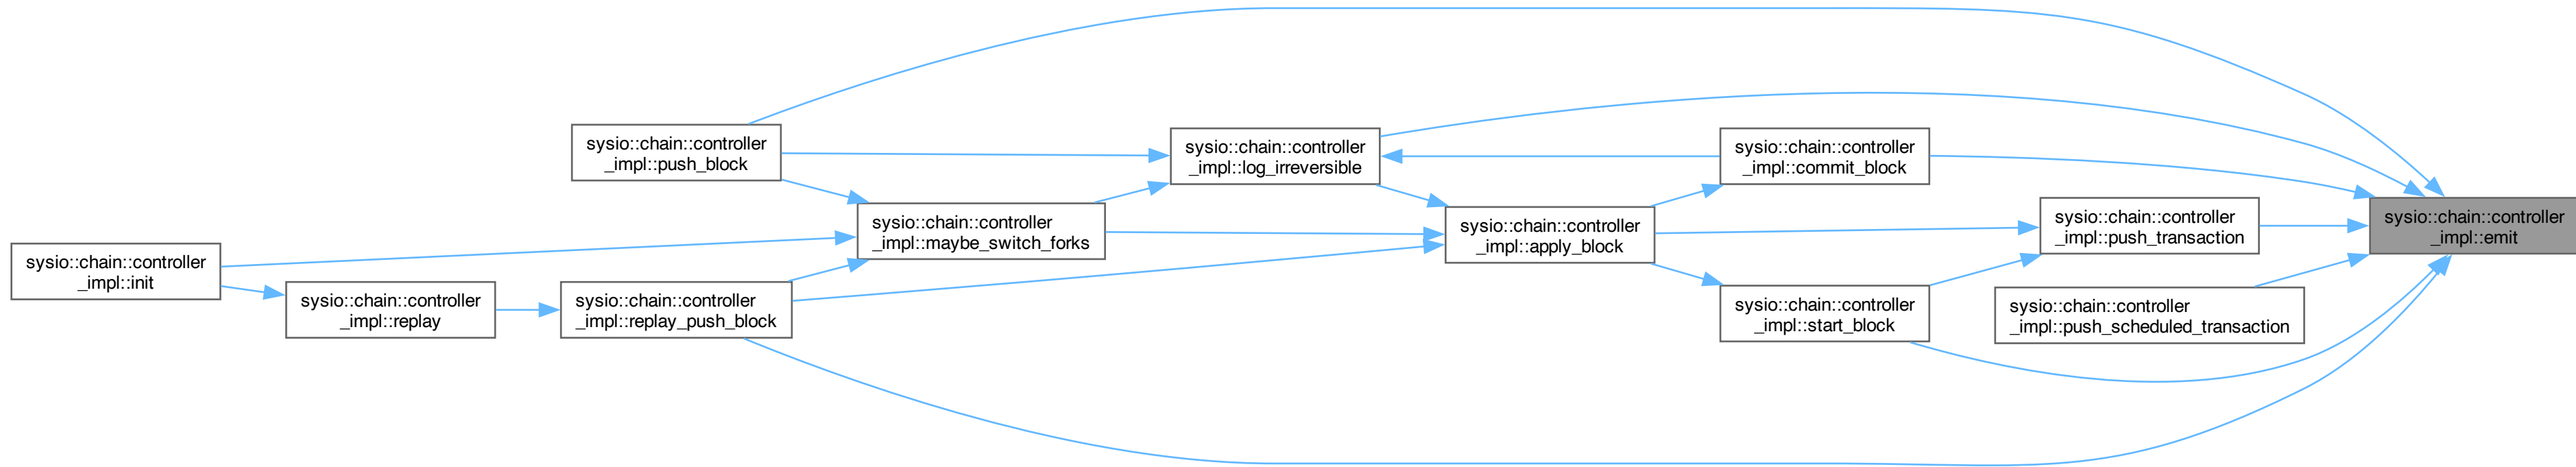 sysio::chain::controller
_impl::push_block
sysio::chain::controller
_impl::log_irreversible
sysio::chain::controller
_impl::commit_block
sysio::chain::controller
_impl::maybe_switch_forks
sysio::chain::controller
_impl::apply_block
sysio::chain::controller
_impl::push_transaction
sysio::chain::controller
_impl::emit
sysio::chain::controller
_impl::init
sysio::chain::controller
_impl::replay
sysio::chain::controller
_impl::replay_push_block
sysio::chain::controller
_impl::start_block
sysio::chain::controller
_impl::push_scheduled_transaction